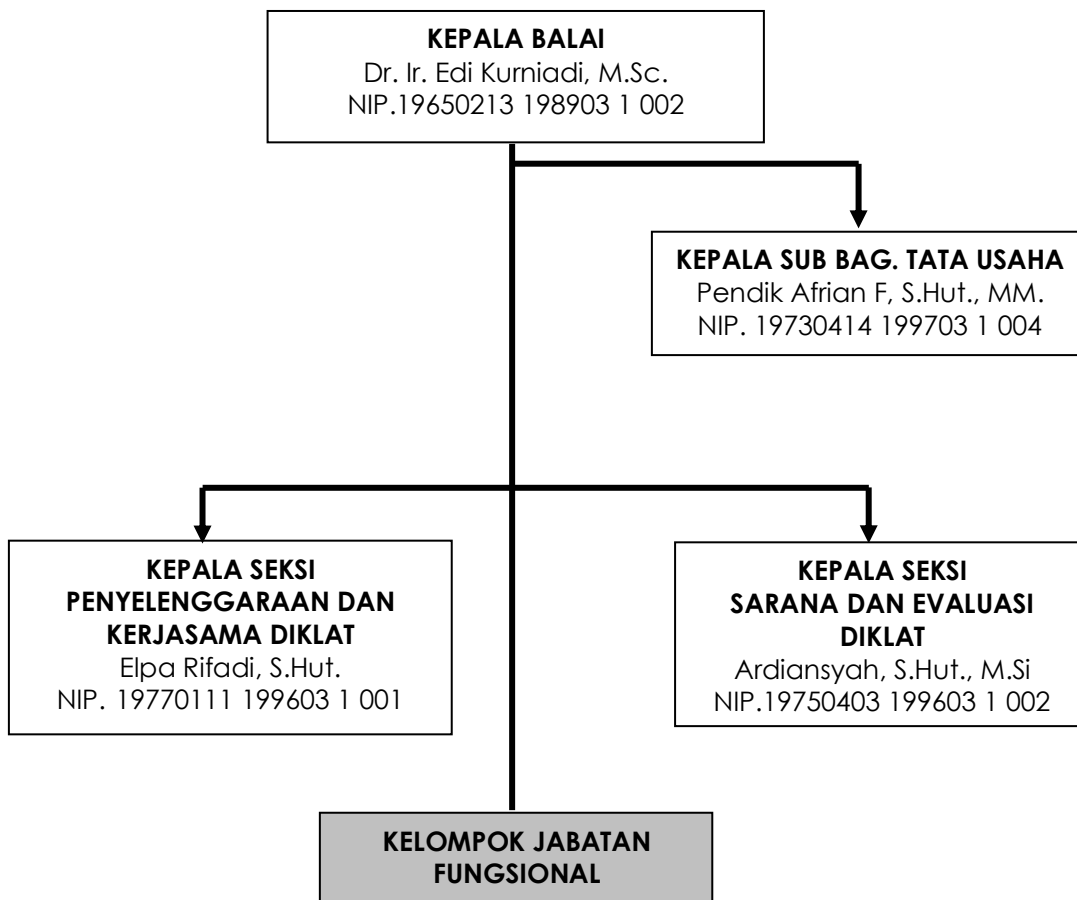 KEPALA BALAI
Dr. Ir. Edi Kurniadi, M.Sc.
NIP.19650213 198903 1 002
KEPALA SUB BAG. TATA USAHA
Pendik Afrian F, S.Hut., MM.
NIP. 19730414 199703 1 004
KEPALA SEKSI
PENYELENGGARAAN DAN
KERJASAMA DIKLAT
Elpa Rifadi, S.Hut.
NIP. 19770111 199603 1 001
KEPALA SEKSI
SARANA DAN EVALUASI
DIKLAT
Ardiansyah, S.Hut., M.Si
NIP.19750403 199603 1 002
KELOMPOK JABATAN
FUNGSIONAL